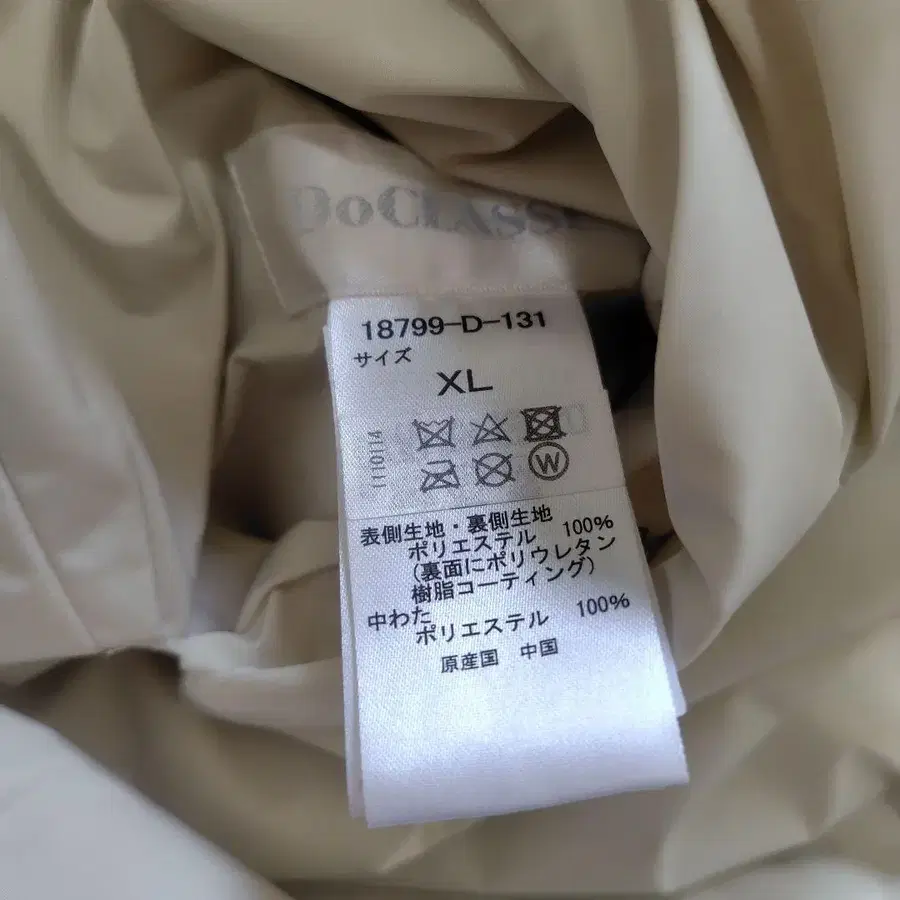 DoCLASSE
18799-D-131
サイズ
XL
W
表側生地・裏側生地
ポリエステル 100%
(裏面にポリウレタン
樹脂コーティング)
中わた
ポリエステル 100%
原産国 中国